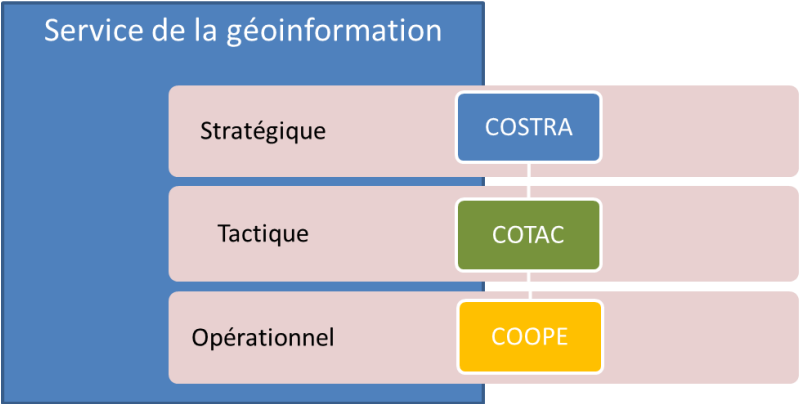 Service de la géoinformation
Stratégique
COSTRA
Tactique
COTAC
Opérationnel
COOPE